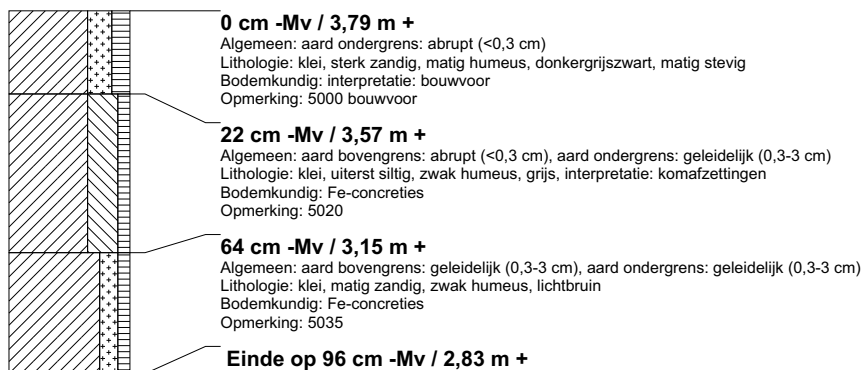 0 cm -Mv / 3,79 m +
Algemeen: aard ondergrens: abrupt (<0,3 cm)
Lithologie: klei, sterk zandig, matig humeus, donkergrijszwart, matig stevig
Bodemkundig: interpretatie: bouwvoor
Opmerking: 5000 bouwvoor
22 cm -Mv / 3,57 m +
Algemeen: aard bovengrens: abrupt (<0,3 cm), aard ondergrens: geleidelijk (0,3-3 cm)
Lithologie: klei, uiterst siltig, zwak humeus, grijs, interpretatie: komafzettingen
Bodemkundig: Fe-concreties
Opmerking: 5020
64 cm -Mv / 3,15 m +
Algemeen: aard bovengrens: geleidelijk (0,3-3 cm), aard ondergrens: geleidelijk (0,3-3 cm)
Lithologie: klei, matig zandig, zwak humeus, lichtbruin
Bodemkundig: Fe-concreties
Opmerking: 5035
Einde op 96 cm -Mv / 2,83 m +